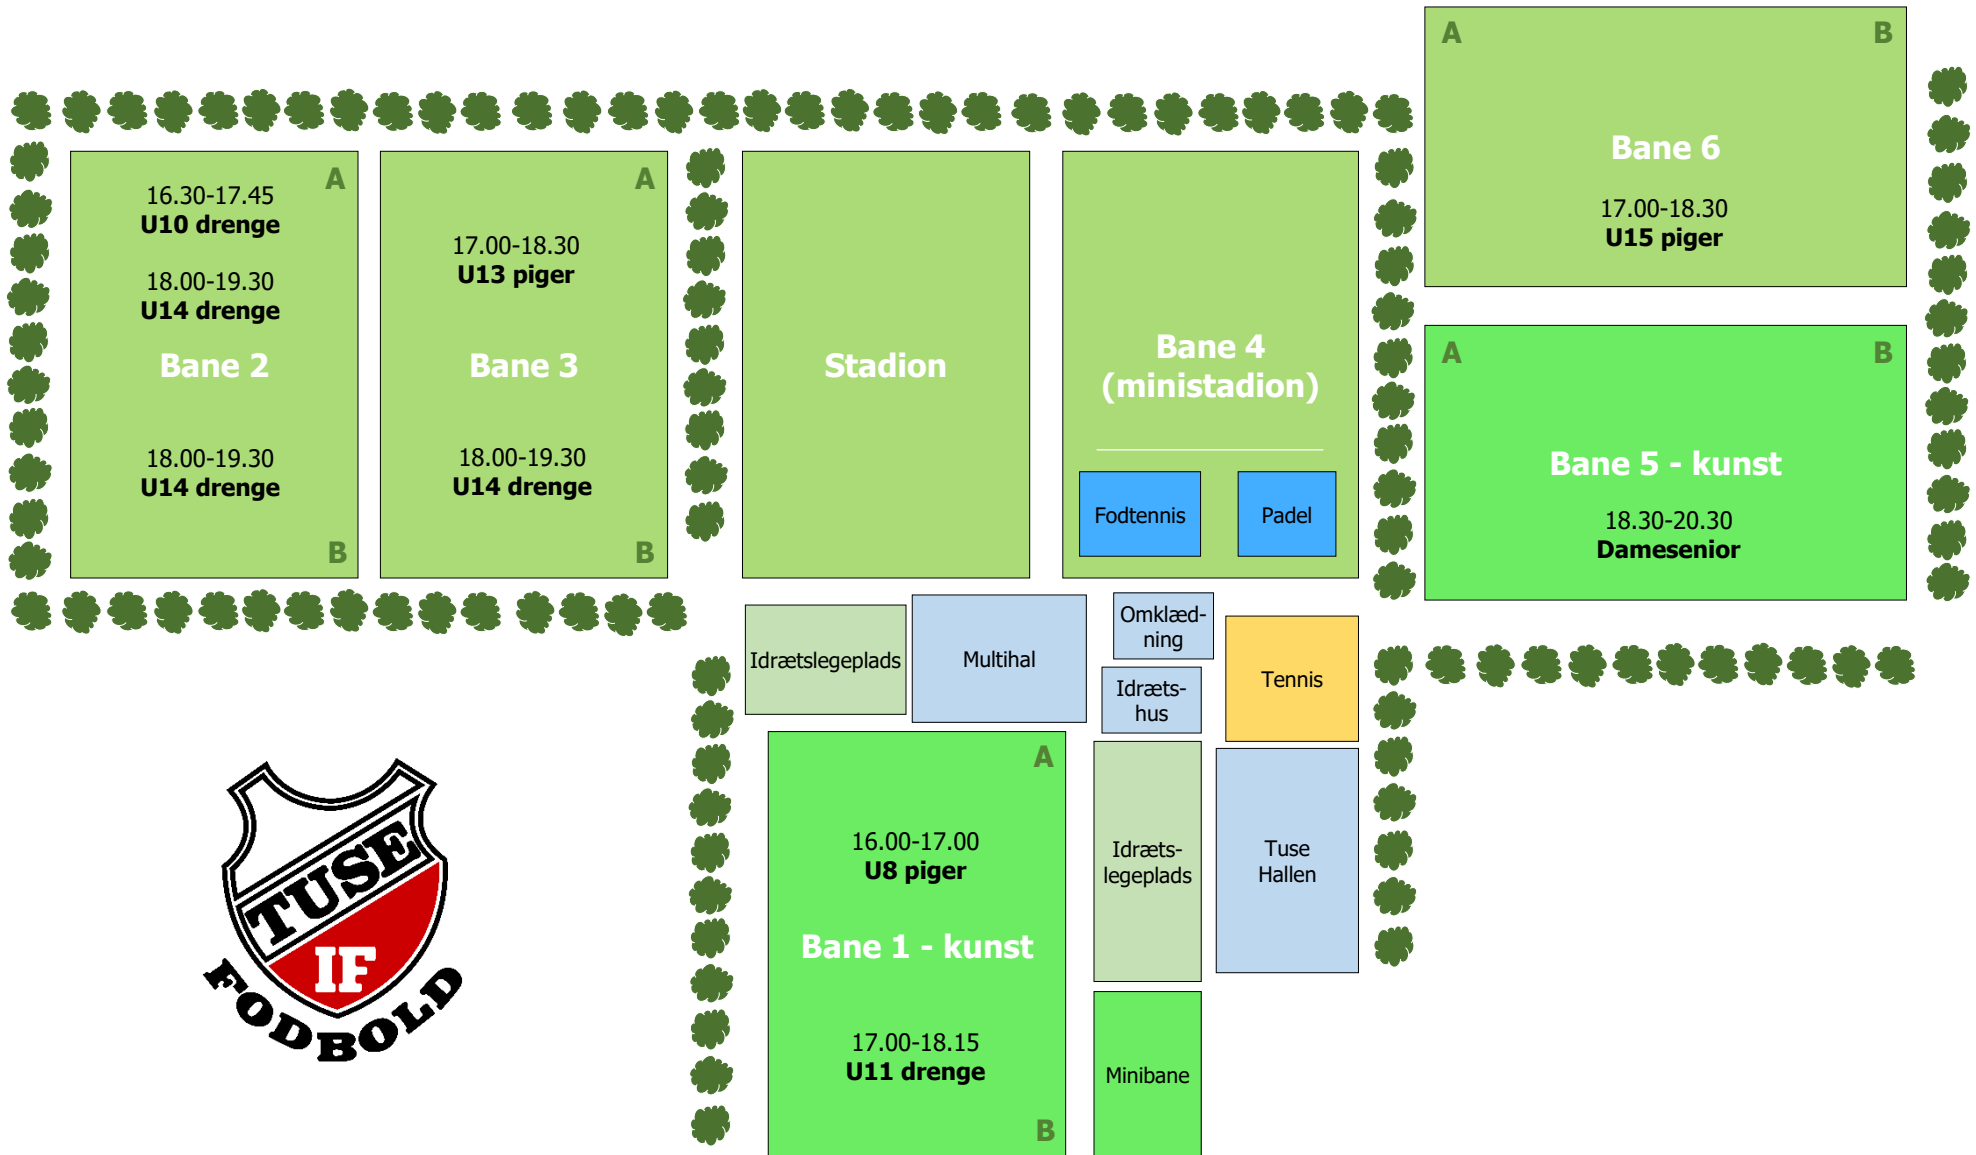 A
B
Bane 6
17.00-18.30
U15 piger
A
16.30-17.45
U10 drenge
18.00-19.30
U14 drenge
Bane 2
18.00-19.30
U14 drenge
B
A
17.00-18.30
U13 piger
Bane 3
18.00-19.30
U14 drenge
B
Stadion
Bane 4
(ministadion)
Fodtennis
Padel
A
B
Bane 5 - kunst
18.30-20.30
Damesenior
Idrætslegeplads
Multihal
Omklæd-
ning
Idræts-
hus
Tennis
A
16.00-17.00
U8 piger
Bane 1 - kunst
17.00-18.15
U11 drenge
B
Idræts-
legeplads
Tuse
Hallen
Minibane
TUSE
IF
FODBOLD